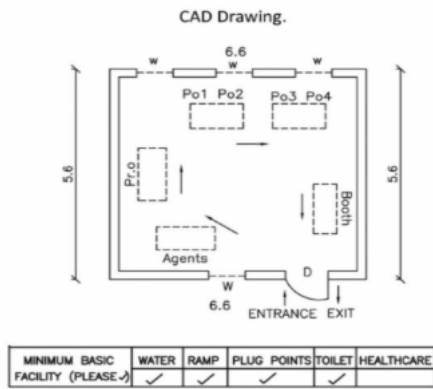 CAD Drawing.
6.6
w
w
w
Po1 Po2
Po3 Po4
5.6
5.6
Pr.o
Booth
Agents
W
D
6.6
ENTRANCE
EXIT
MINIMUM BASIC FACILITY (PLEASE✓)
WATER
RAMP
PLUG POINTS
TOILET
HEALTHCARE
✓
✓
✓
✓